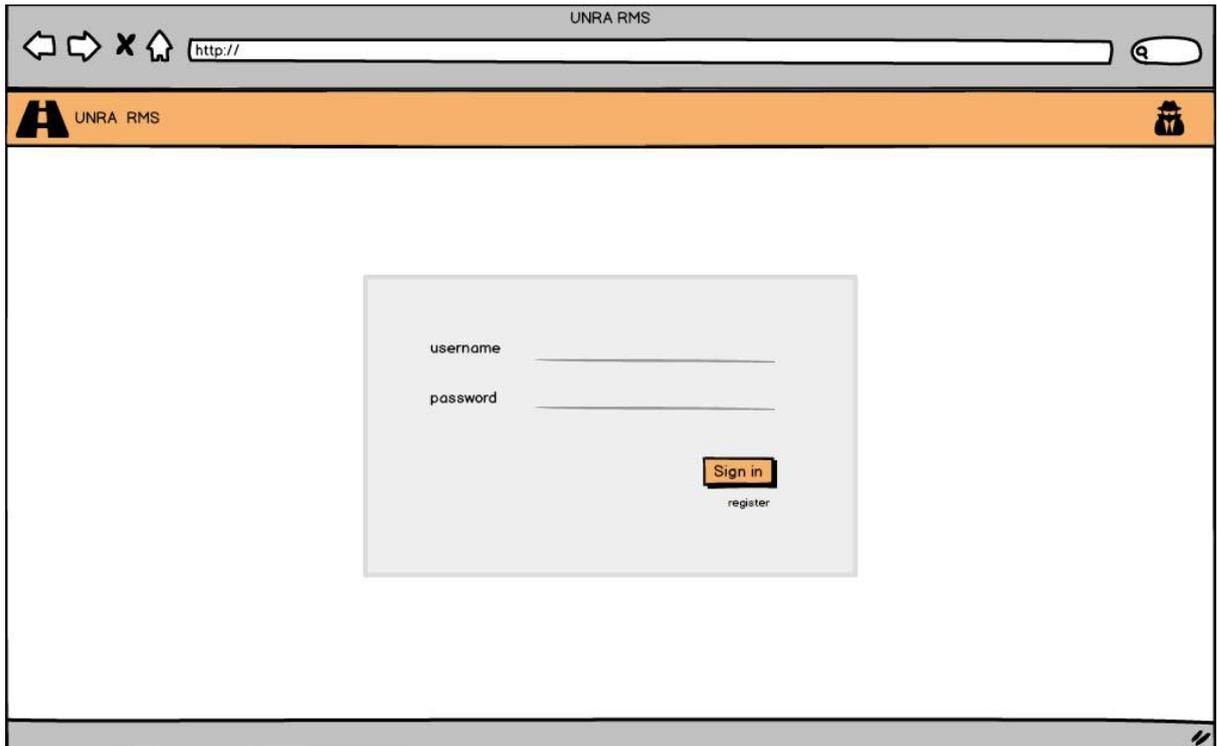 UNRA RMS
http://
UNRA RMS
username
password
Sign in
register